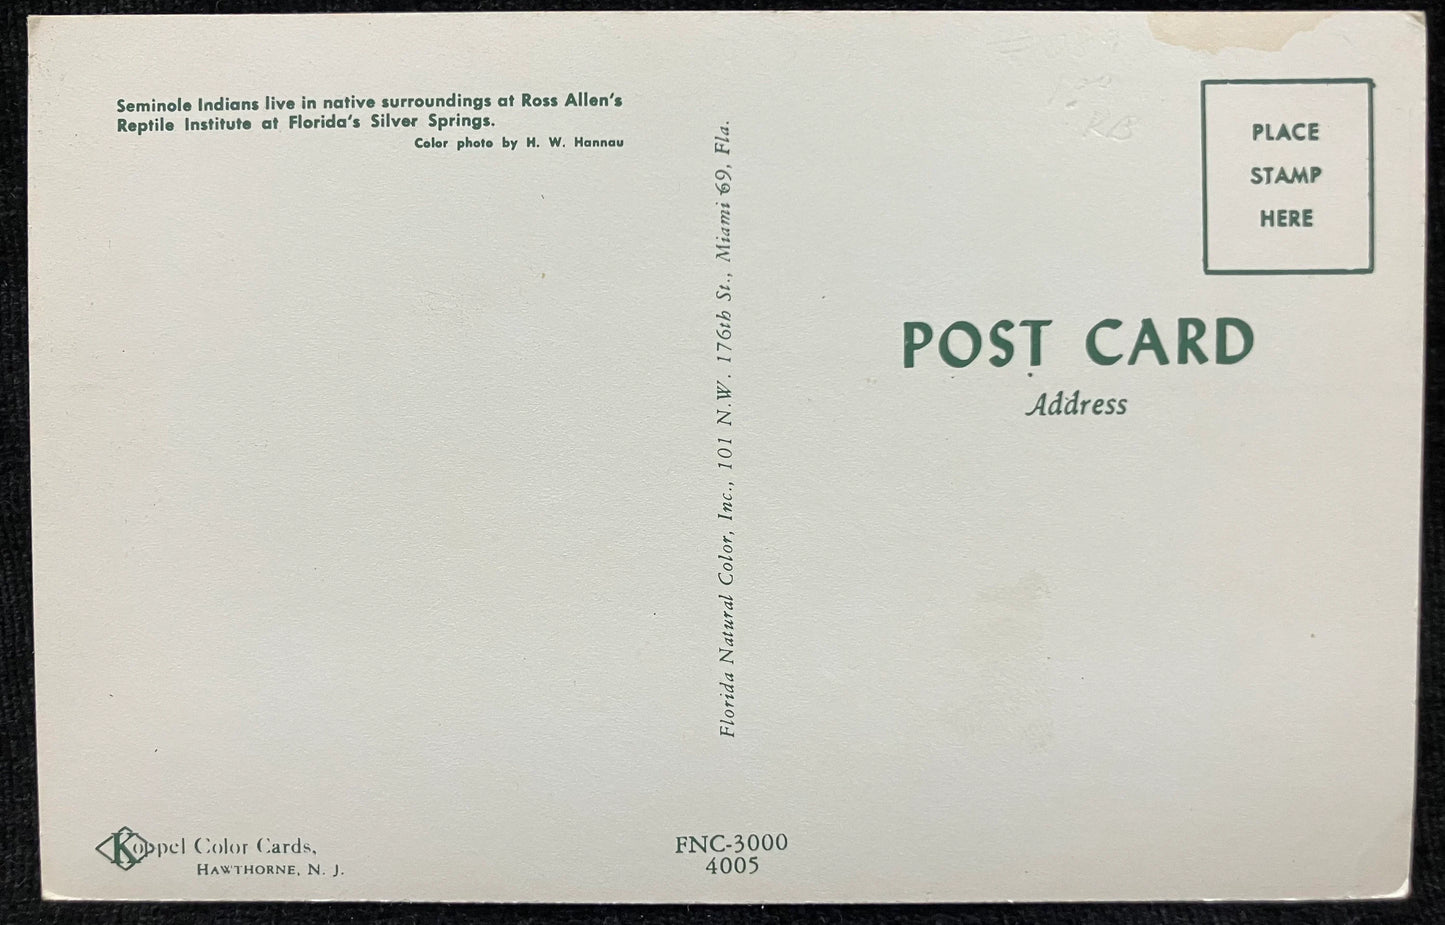 Seminole Indians live in native surroundings at Ross Allen's
Reptile Institute at Florida's Silver Springs.
Color photo by H. W. Hannau
Florida Natural Color, Inc., 101 N.W. 176th St., Miami 69, Fla.
PLACE
STAMP
HERE
POST CARD
Address
Koppel Color Cards,
HAWTHORNE, N. J.
FNC-3000
4005